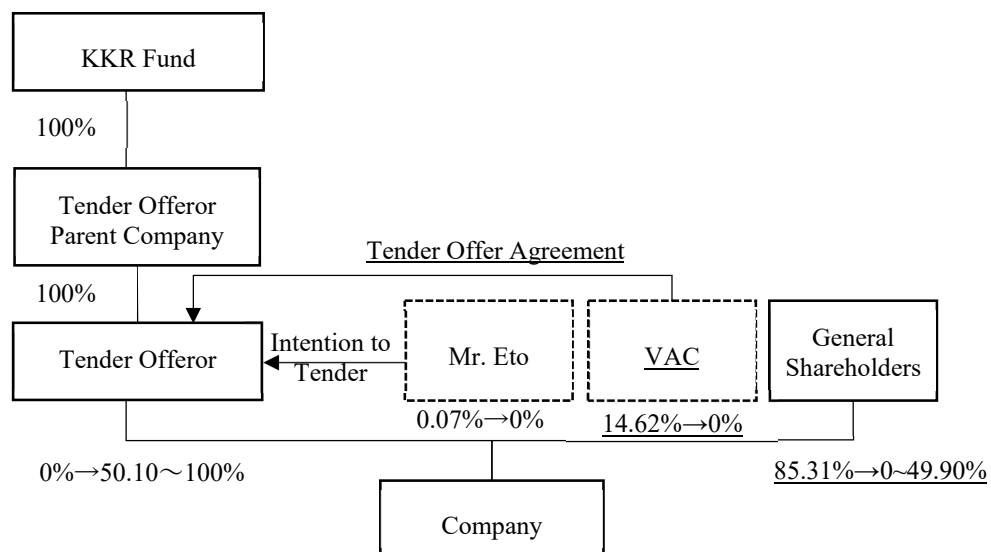 KKR Fund
100%
Tender Offeror
Parent Company
Tender Offer Agreement
100%
Tender Offeror
Intention to
Tender
Mr. Eto
VAC
General
Shareholders
0.07%→0%
14.62%→0%
0%→50.10～100%
85.31%→0~49.90%
Company